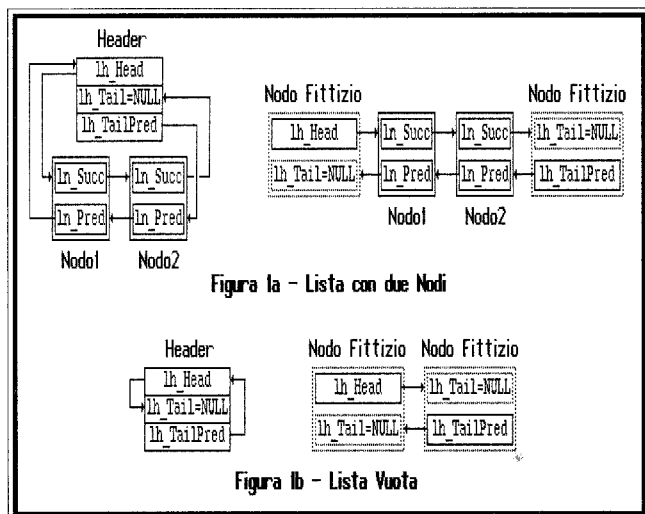 Header
lh_Head
lh_Tail=NULL
lh_TailPred
ln_Succ
ln_Succ
ln_Pred
ln_Pred
Nodo1
Nodo2
Nodo Fittizio
Nodo Fittizio
lh_Head
ln_Succ
ln_Succ
lh_Tail=NULL
lh_Tail=NULL
ln_Pred
ln_Pred
lh_TailPred
Nodo1
Nodo2
Figura 1a - Lista con due Nodi
Header
lh_Head
lh_Tail=NULL
lh_TailPred
Nodo Fittizio
Nodo Fittizio
lh_Head
lh_Tail=NULL
lh_Tail=NULL
lh_TailPred
Figura 1b - Lista Vuota